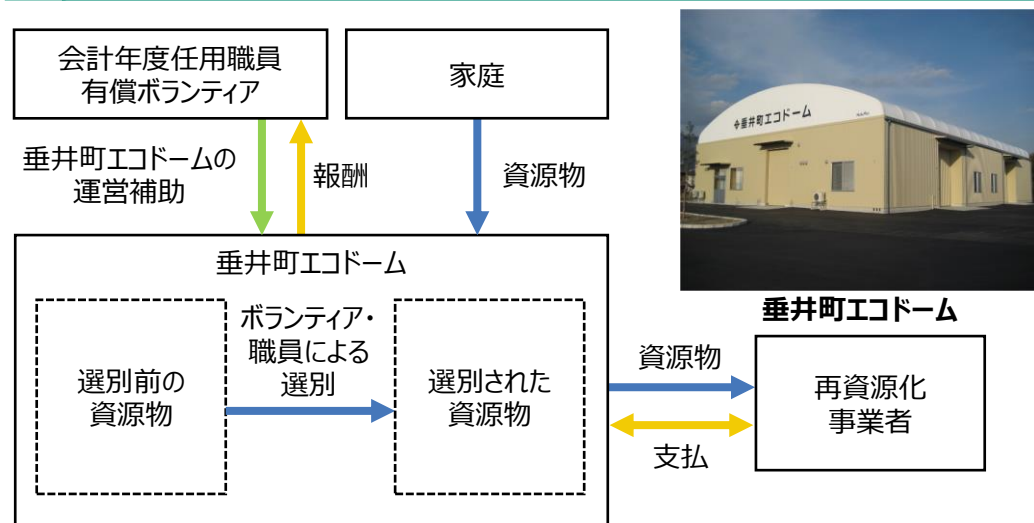 会計年度任用職員
有償ボランティア
家庭
垂井町エコドームの
運営補助
報酬
資源物
垂井町エコドーム
垂井町エコドーム
垂井町エコドーム
選別前の
資源物
ボランティア・
職員による
選別
選別された
資源物
資源物
支払
再資源化
事業者